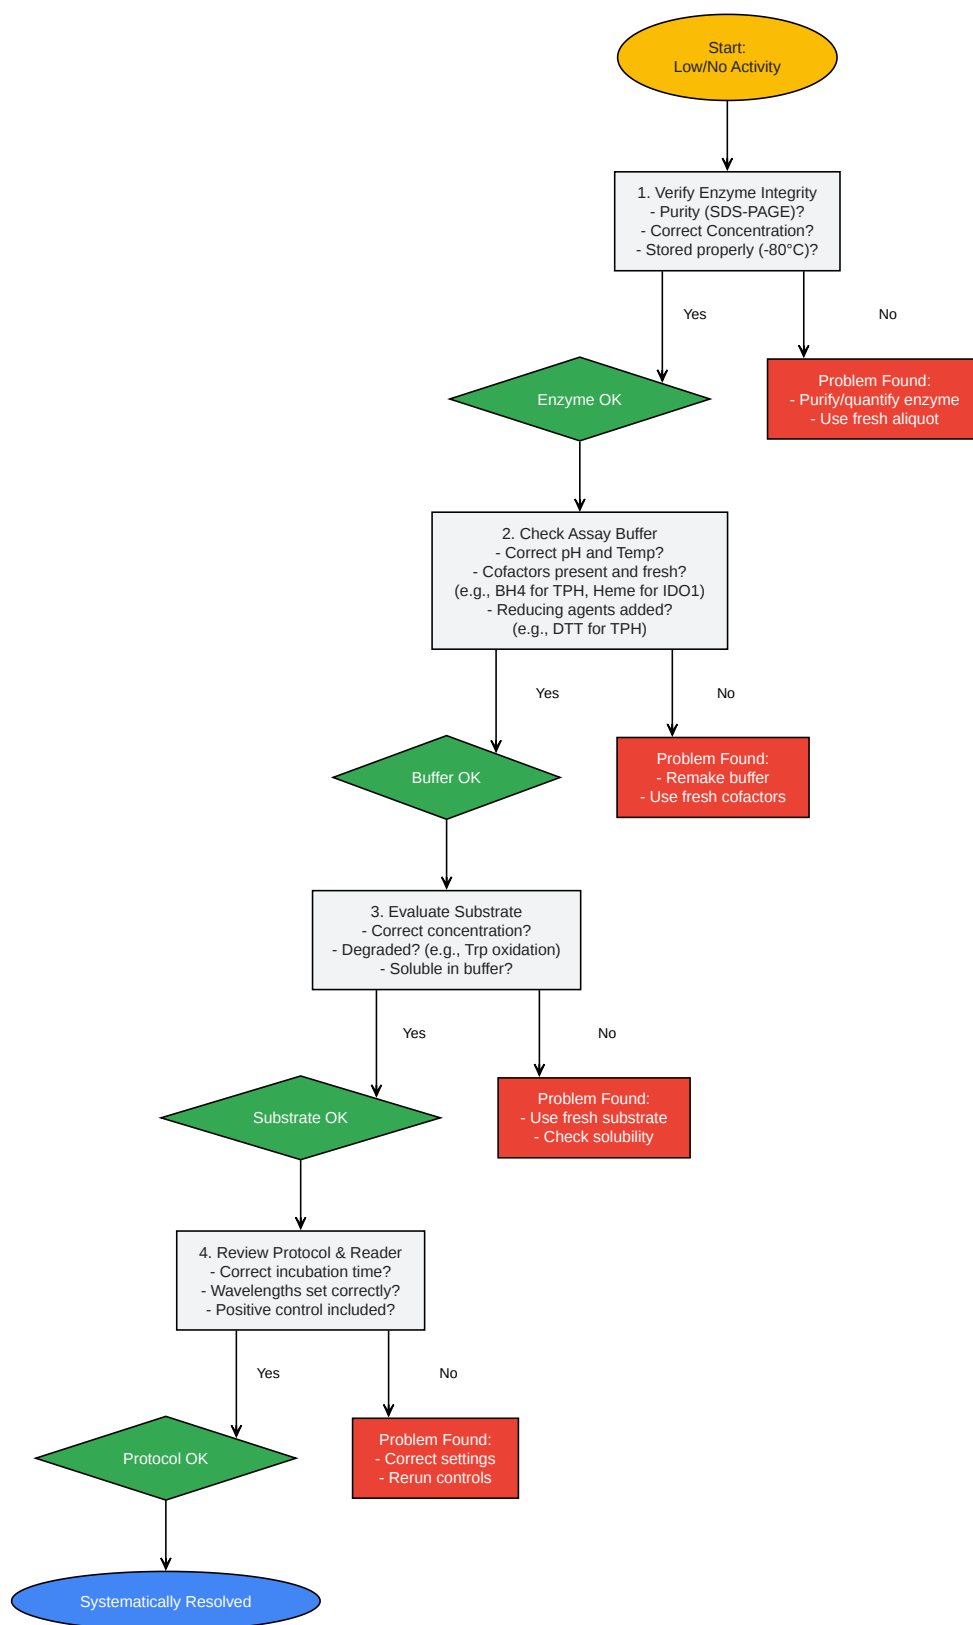 Start:
Low/No Activity
1. Verify Enzyme Integrity
- Purity (SDS-PAGE)?
- Correct Concentration?
- Stored properly (-80°C)?
Yes
No
Enzyme OK
Problem Found:
- Purify/quantify enzyme
- Use fresh aliquot
2. Check Assay Buffer
- Correct pH and Temp?
- Cofactors present and fresh?
(e.g., BH4 for TPH, Heme for IDO1)
- Reducing agents added?
(e.g., DTT for TPH)
Yes
No
Buffer OK
Problem Found:
- Remake buffer
- Use fresh cofactors
3. Evaluate Substrate
- Correct concentration?
- Degraded? (e.g., Trp oxidation)
- Soluble in buffer?
Yes
No
Substrate OK
Problem Found:
- Use fresh substrate
- Check solubility
4. Review Protocol & Reader
- Correct incubation time?
- Wavelengths set correctly?
- Positive control included?
Yes
No
Protocol OK
Problem Found:
- Correct settings
- Rerun controls
Systematically Resolved